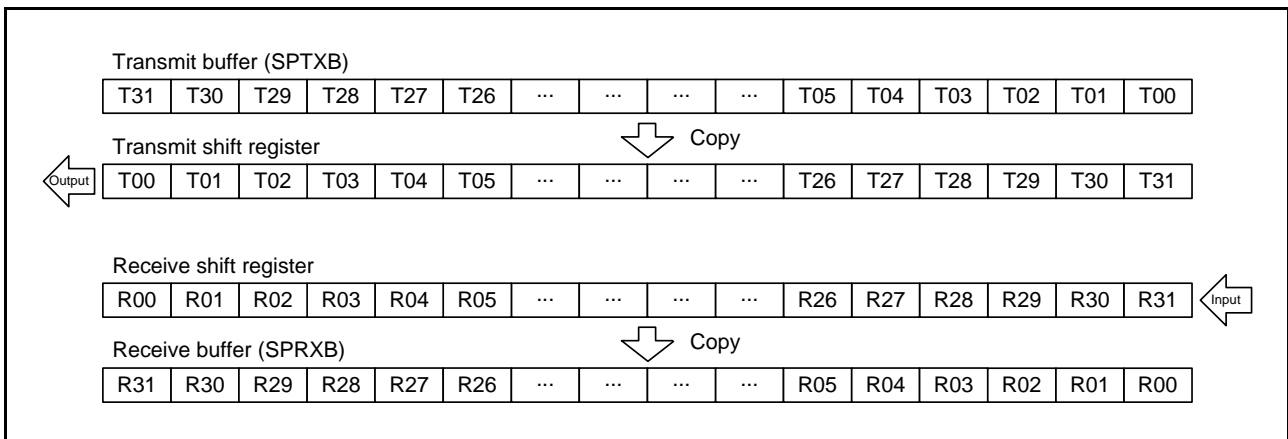 Transmit buffer (SPTXB)
T31 T30 T29 T28 T27 T26 ... ... ... ... T05 T04 T03 T02 T01 T00
Copy
Transmit shift register
Output T00 T01 T02 T03 T04 T05 ... ... ... ... T26 T27 T28 T29 T30 T31
Receive shift register
R00 R01 R02 R03 R04 R05 ... ... ... ... R26 R27 R28 R29 R30 R31 Input
Copy
Receive buffer (SPRXB)
R31 R30 R29 R28 R27 R26 ... ... ... ... R05 R04 R03 R02 R01 R00